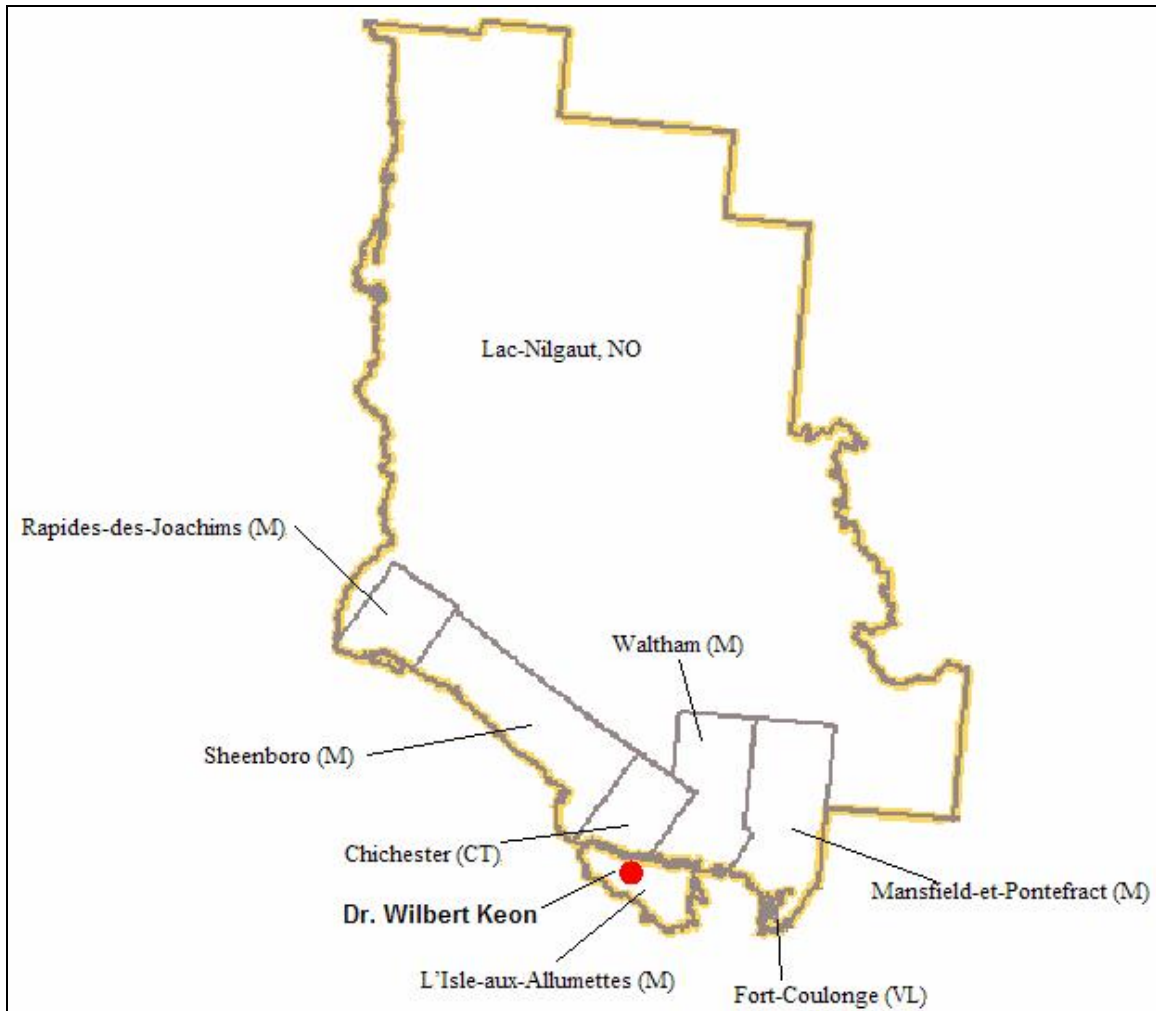 Lac-Nilgaut, NO
Rapides-des-Joachims (M)
Waltham (M)
Sheenboro (M)
Chichester (CT)
Mansfield-et-Pontefract (M)
Dr. Wilbert Keon
L'Isle-aux-Allumettes (M)
Fort-Coulonge (VL)